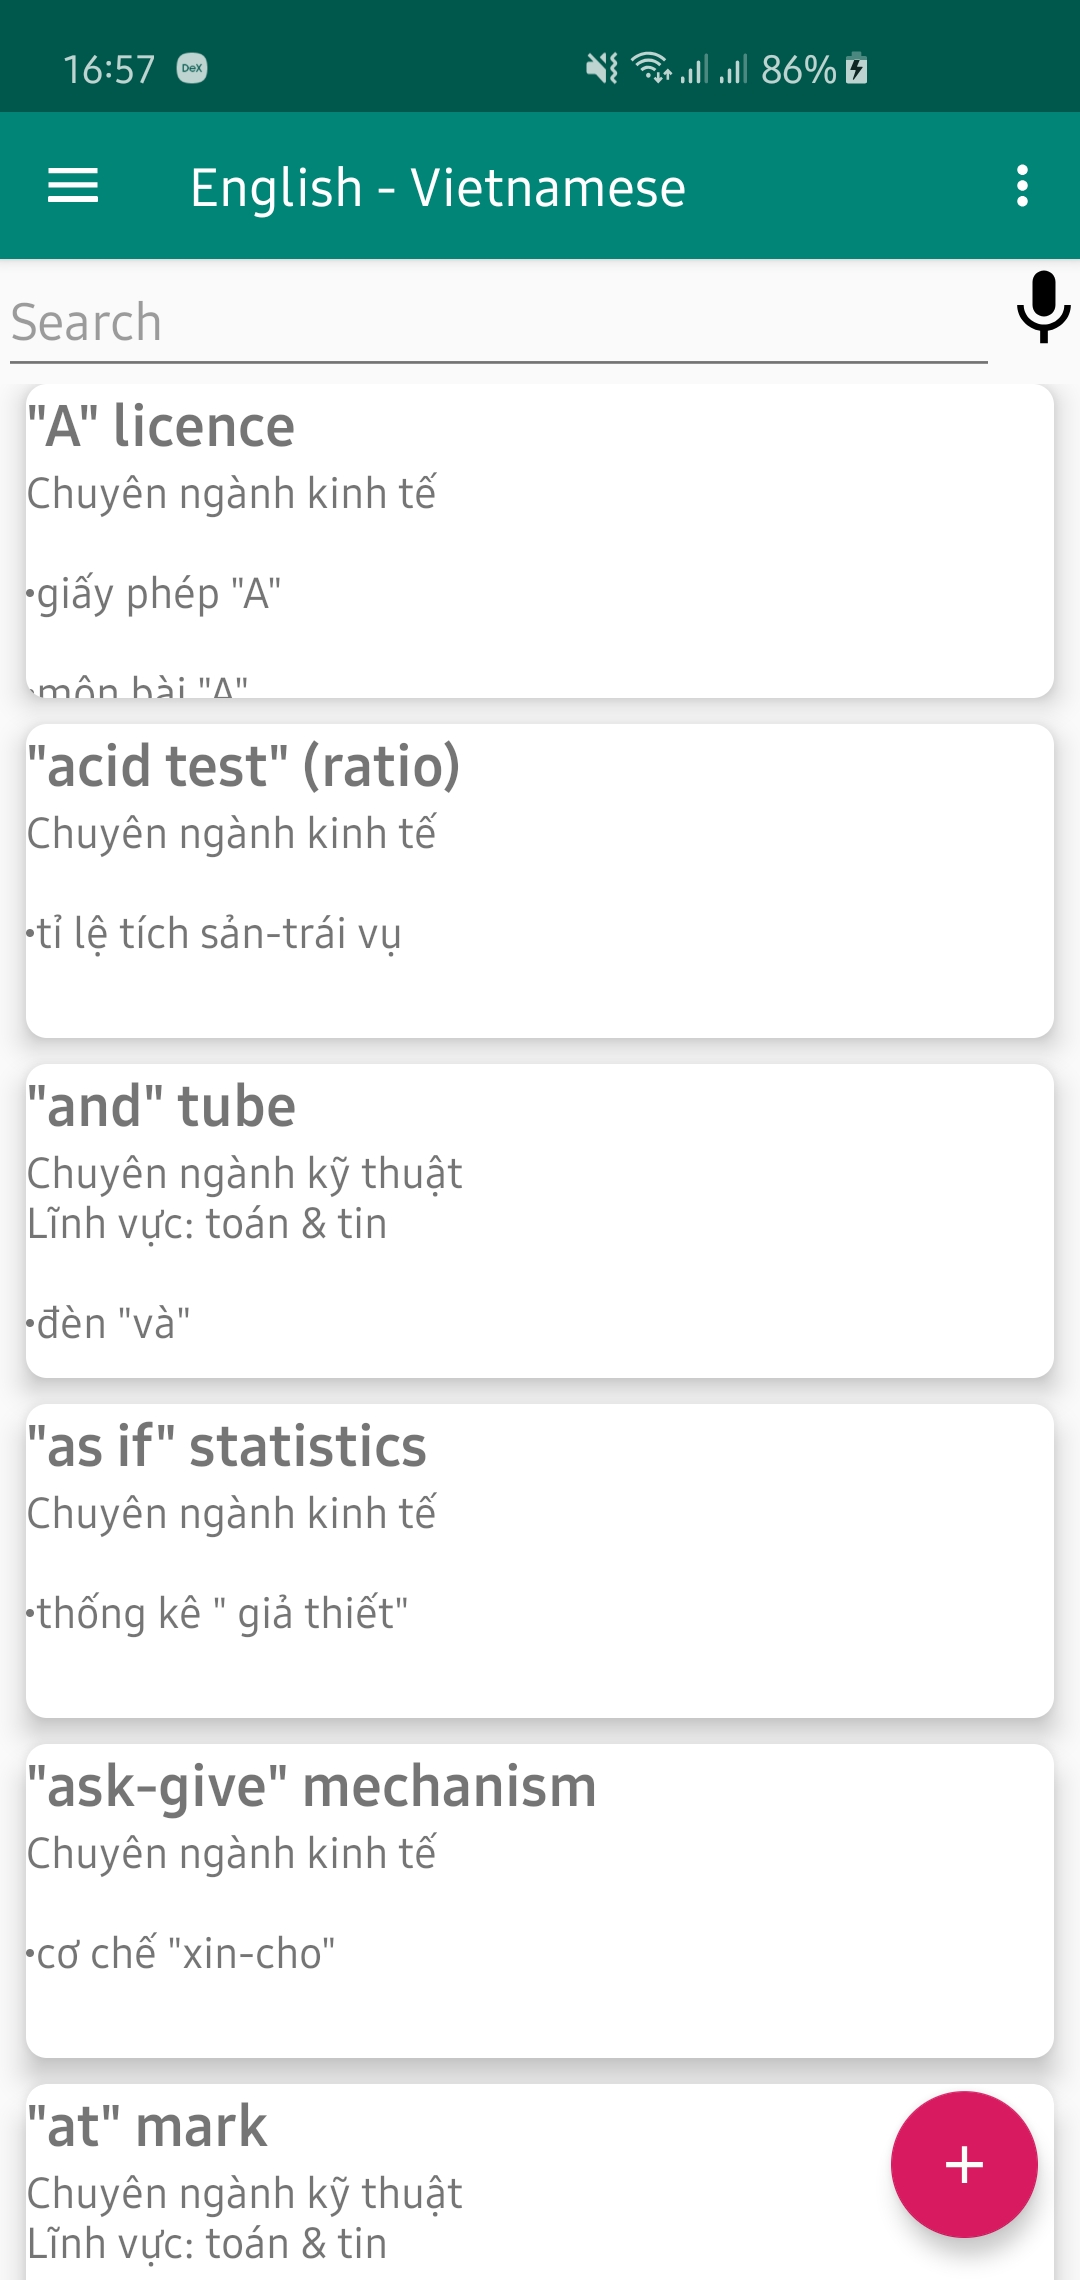 16:57 DeX 86%
English - Vietnamese
Search
"A" licence
Chuyên ngành kinh tế
•giấy phép "A"
•môn bài "A"
"acid test" (ratio)
Chuyên ngành kinh tế
•tỉ lệ tích sản-trái vụ
"and" tube
Chuyên ngành kỹ thuật
Lĩnh vực: toán & tin
•đèn "và"
"as if" statistics
Chuyên ngành kinh tế
•thống kê " giả thiết"
"ask-give" mechanism
Chuyên ngành kinh tế
•cơ chế "xin-cho"
"at" mark
Chuyên ngành kỹ thuật
Lĩnh vực: toán & tin